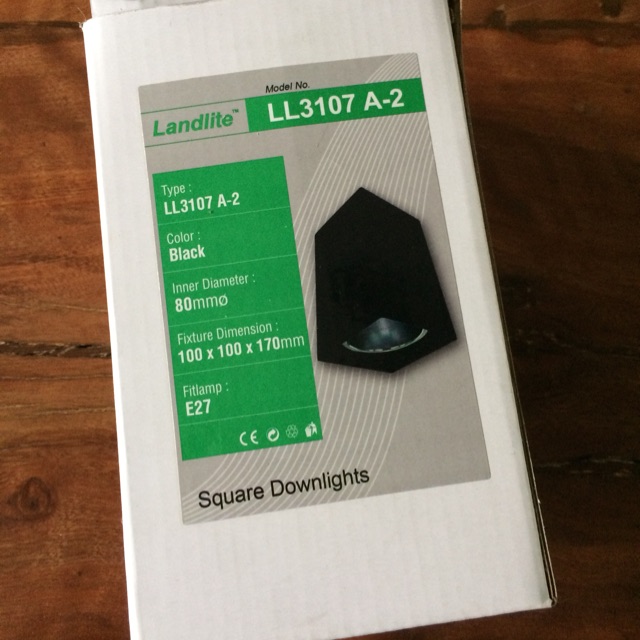 Model No.
Landlite™
LL3107 A-2
Type :
LL3107 A-2
Color :
Black
Inner Diameter :
80mmø
Fixture Dimension :
100 x 100 x 170mm
Fitlamp :
E27
CE
Square Downlights